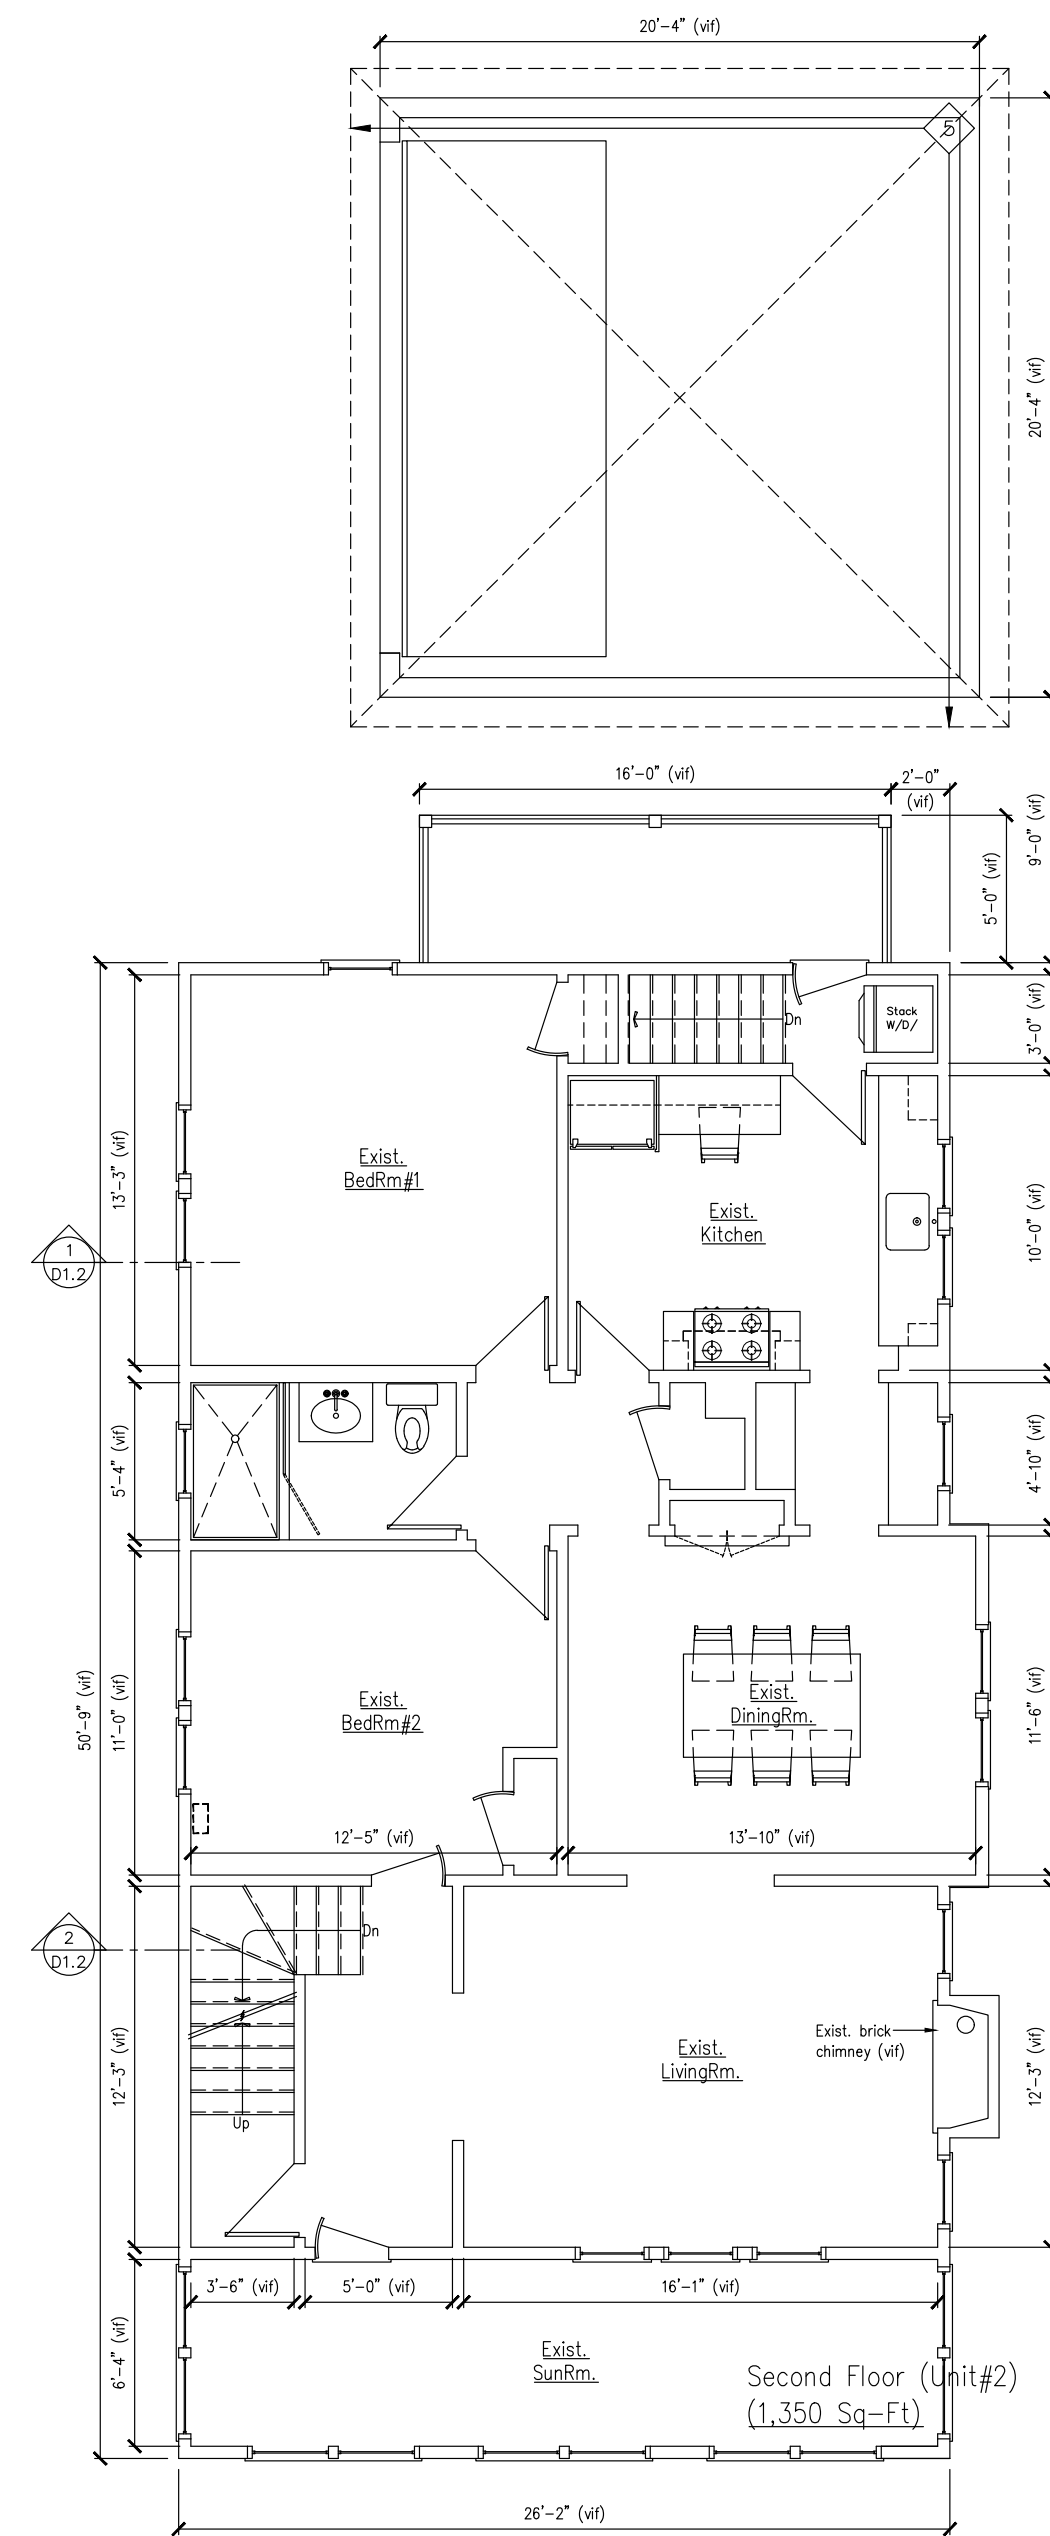 20'-4" (vif)
5
20'-4" (vif)
16'-0" (vif)
2'-0"
(vif)
9'-0" (vif)
5'-0" (vif)
Stack
W/D/
Dn
3'-0" (vif)
13'-3" (vif)
Exist.
BedRm#1
Exist.
Kitchen
10'-0" (vif)
1
D1.2
5'-4" (vif)
4'-10" (vif)
50'-9" (vif)
11'-0" (vif)
Exist.
BedRm#2
Exist.
DiningRm.
11'-6" (vif)
12'-5" (vif)
13'-10" (vif)
Dn
2
D1.2
12'-3" (vif)
Exist. brick
chimney (vif)
Exist.
LivingRm.
12'-3" (vif)
Up
3'-6" (vif)
5'-0" (vif)
16'-1" (vif)
6'-4" (vif)
Exist.
SunRm.
Second Floor (Unit#2)
(1,350 Sq-Ft)
26'-2" (vif)